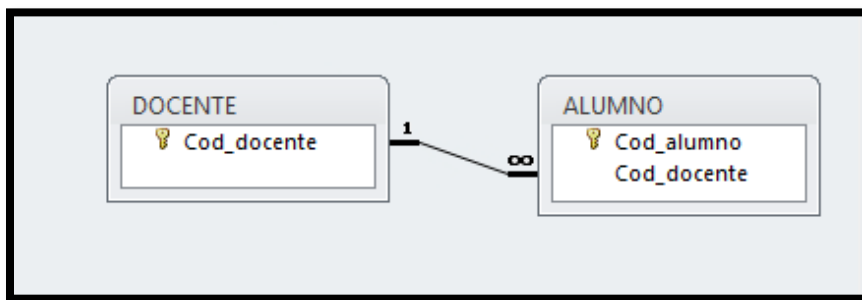 DOCENTE
Cod_docente
1
∞
ALUMNO
Cod_alumno
Cod_docente